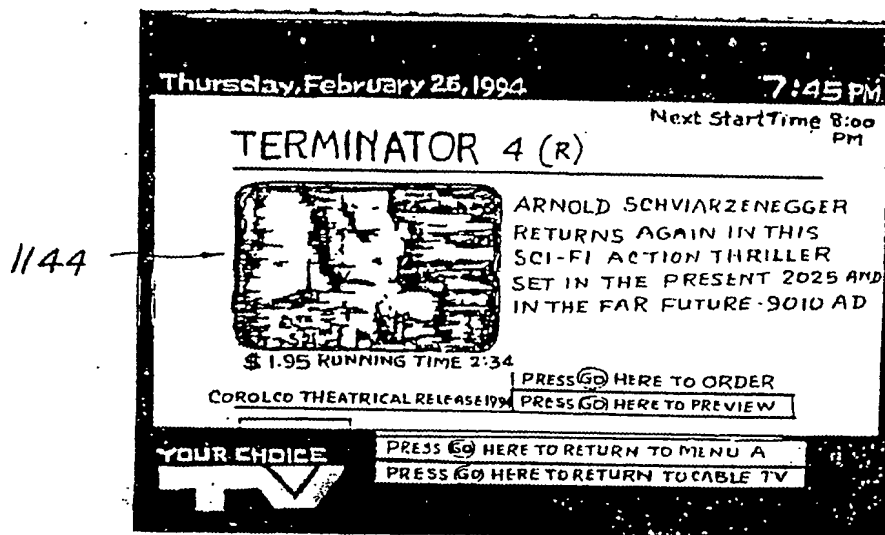 Thursday, February 26, 1994 7:45 PM
Next Start Time 8:00
PM
TERMINATOR 4 (R)
1144
ARNOLD SCHVIARZENEGGER
RETURNS AGAIN IN THIS
SCI-FI ACTION THRILLER
SET IN THE PRESENT 2025 AND
IN THE FAR FUTURE-9010 AD
$1.95 RUNNING TIME 2:34
PRESS GO HERE TO ORDER
COROLCO THEATRICAL RELEASE 1994
PRESS GO HERE TO PREVIEW
YOUR CHOICE
TV
PRESS GO HERE TO RETURN TO MENU A
PRESS GO HERE TO RETURN TO CABLE TV